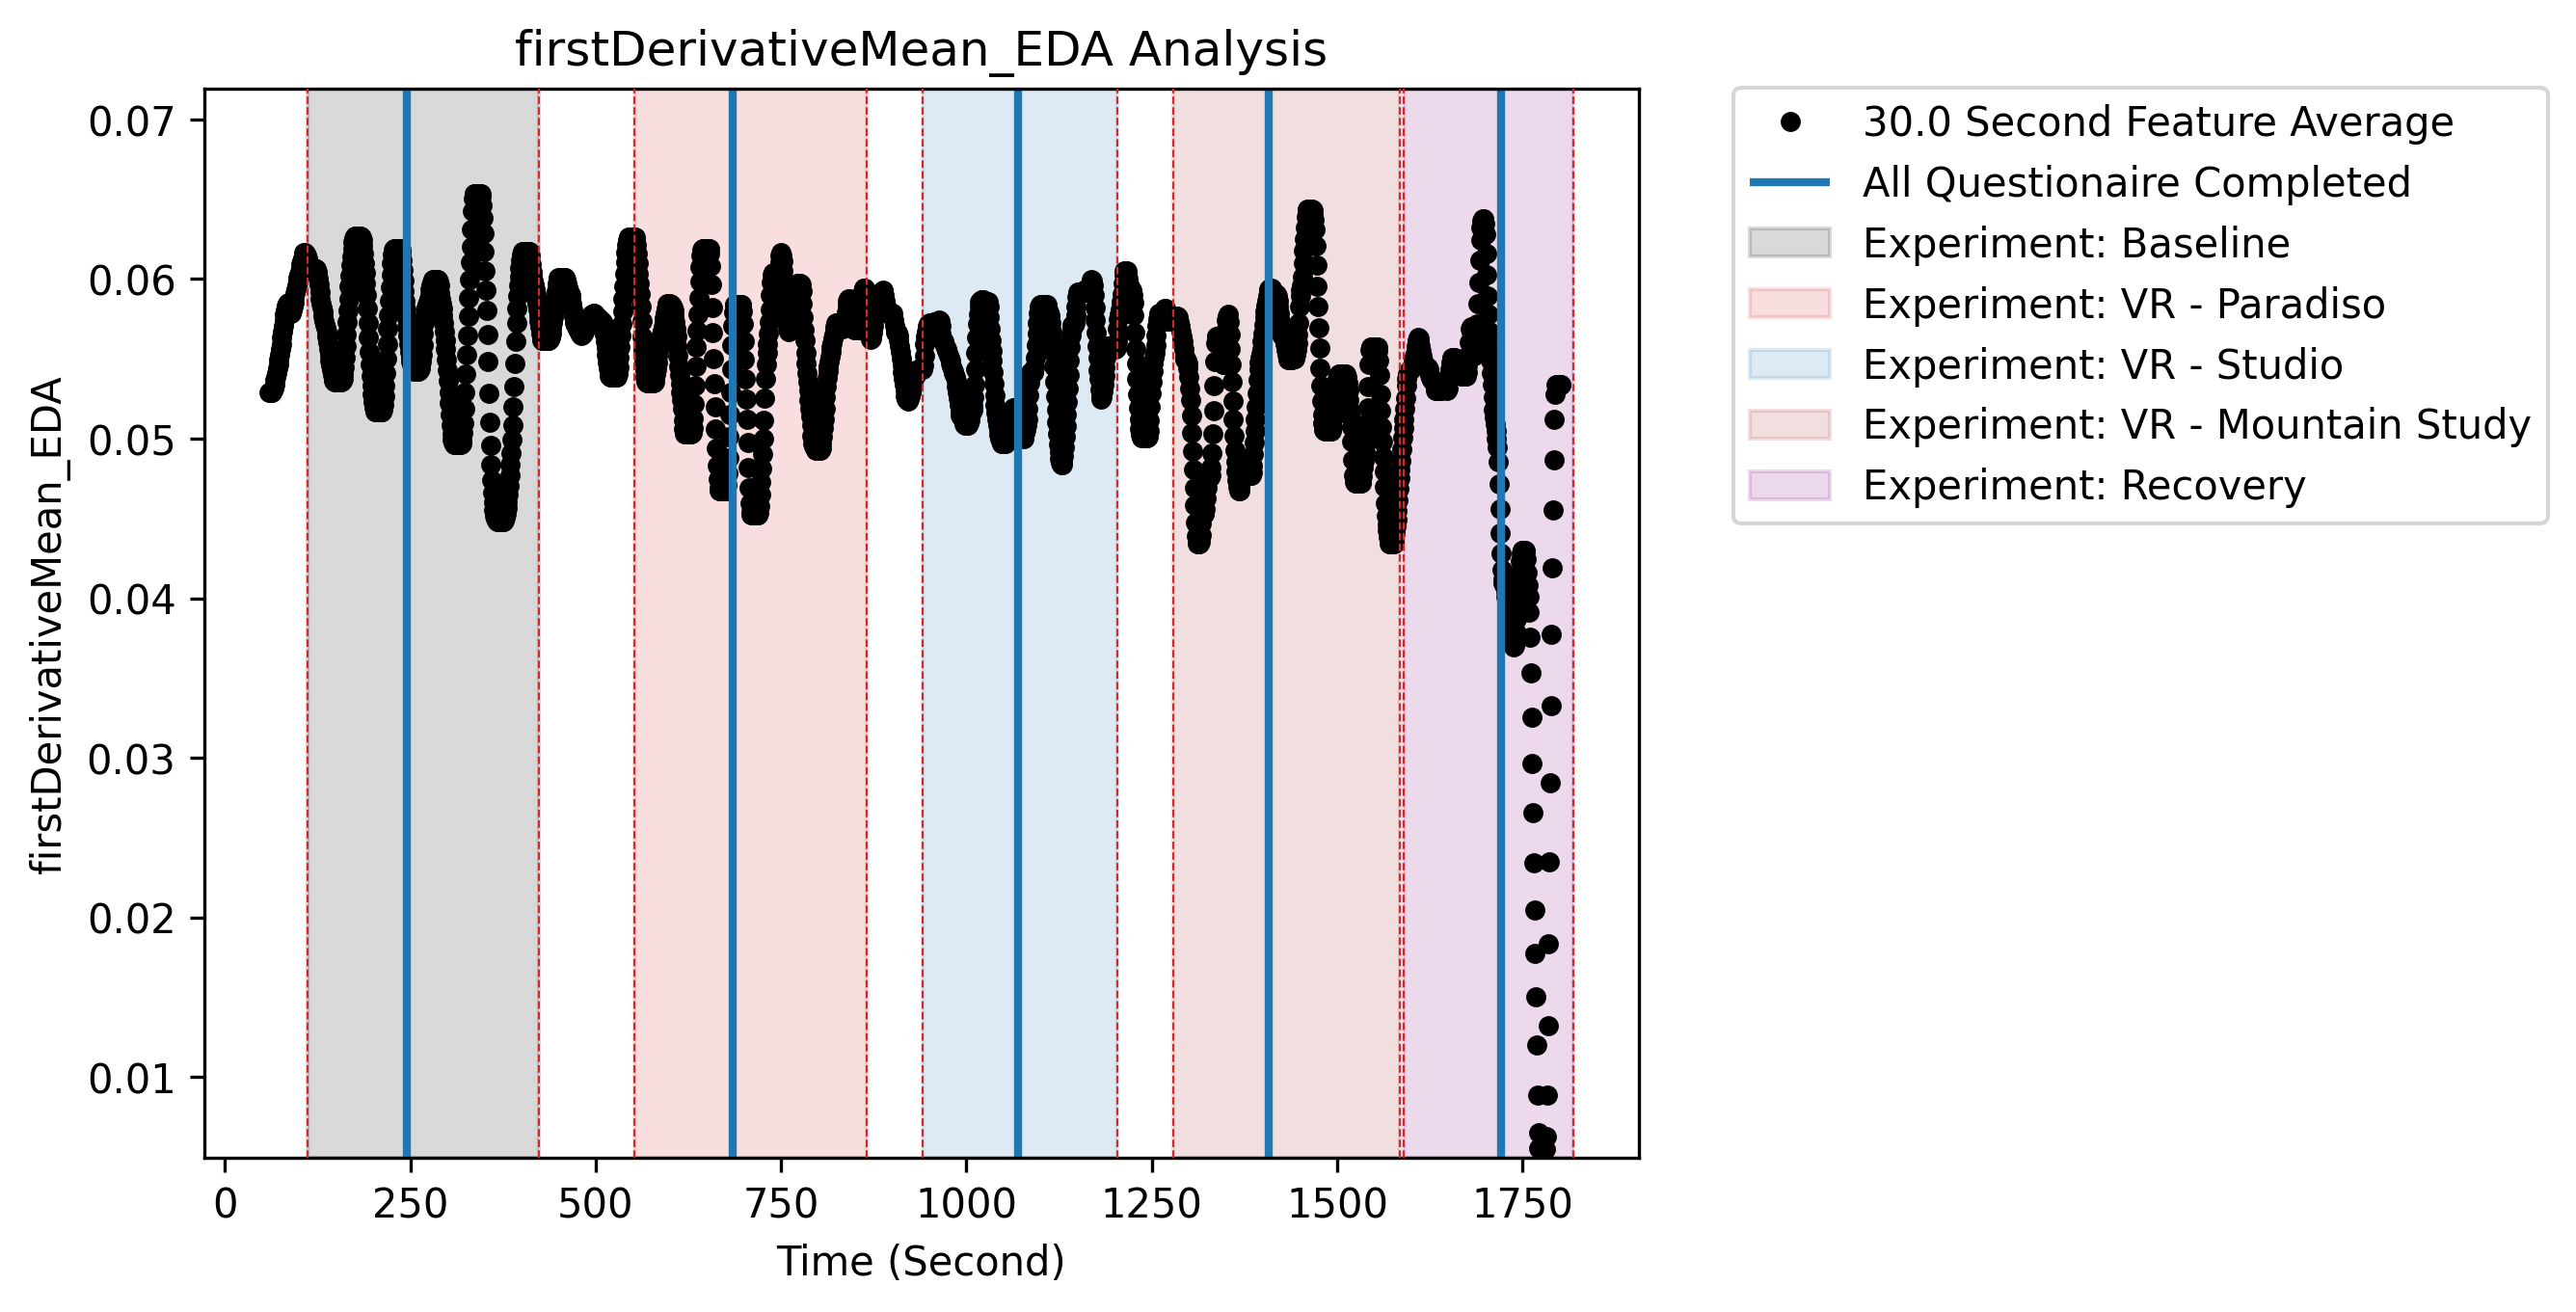 firstDerivativeMean_EDA Analysis
firstDerivativeMean_EDA
0.07
0.06
0.05
0.04
0.03
0.02
0.01
0
250
500
750
1000
1250
1500
1750
Time (Second)
30.0 Second Feature Average
All Questionaire Completed
Experiment: Baseline
Experiment: VR - Paradiso
Experiment: VR - Studio
Experiment: VR - Mountain Study
Experiment: Recovery